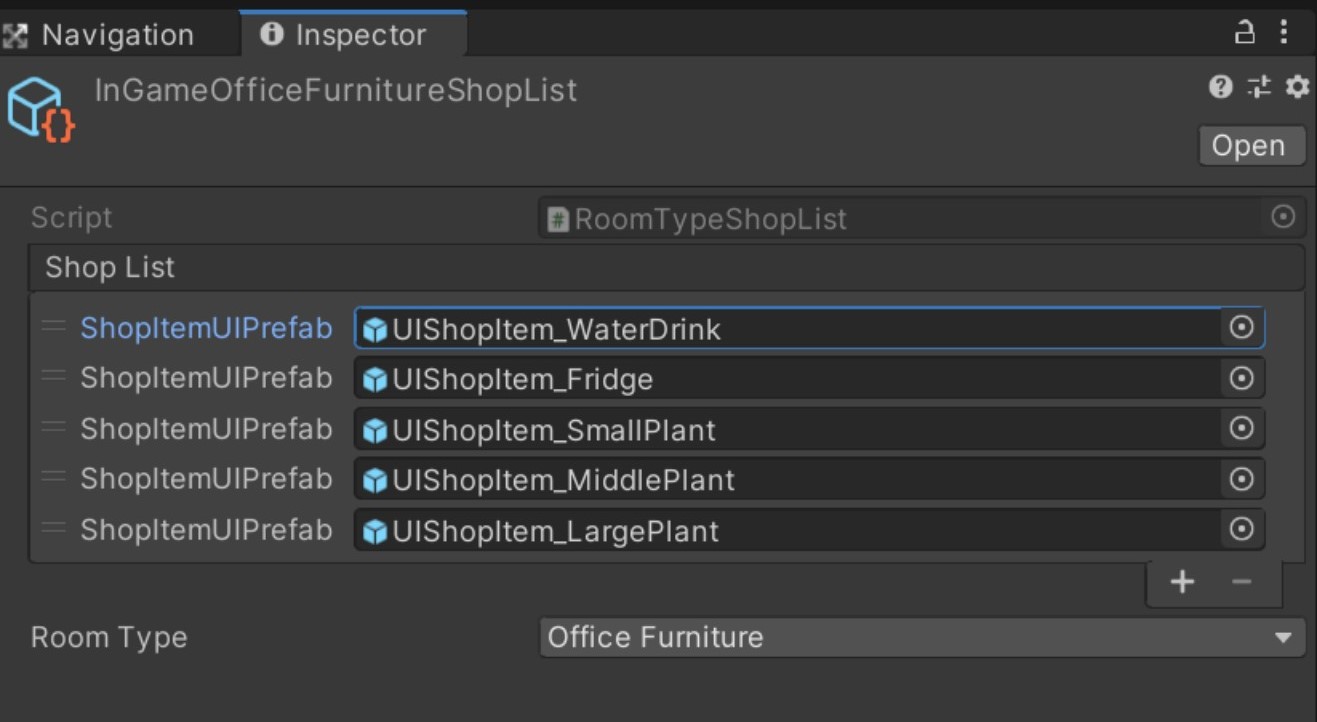 Navigation Inspector
InGameOfficeFurnitureShopList
Open
Script # RoomTypeShopList
Shop List
ShopItemUIPrefab UIShopItem_WaterDrink
ShopItemUIPrefab UIShopItem_Fridge
ShopItemUIPrefab UIShopItem_SmallPlant
ShopItemUIPrefab UIShopItem_MiddlePlant
ShopItemUIPrefab UIShopItem_LargePlant
Room Type Office Furniture